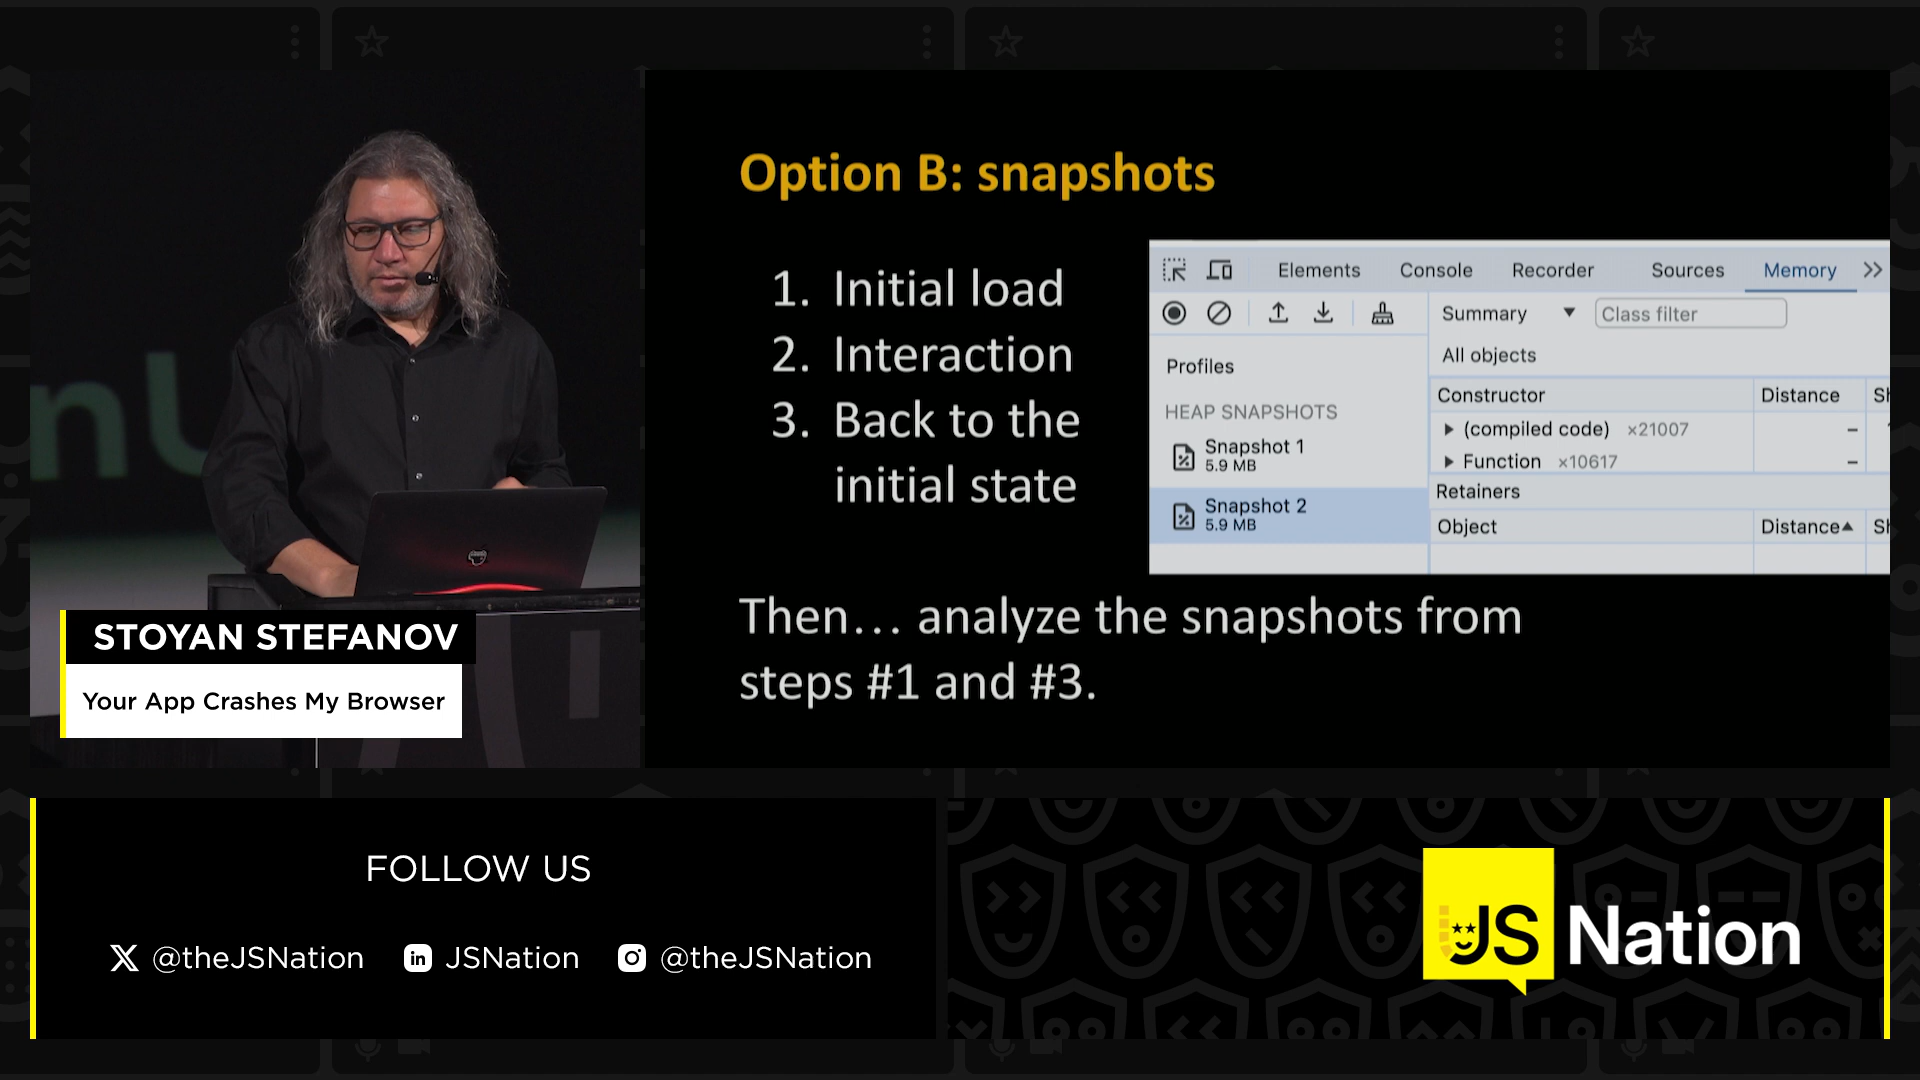 nU
STOYAN STEFANOV
Your App Crashes My Browser
Option B: snapshots
1. Initial load
2. Interaction
3. Back to the
initial state
Elements Console Recorder Sources Memory
Summary Class filter
All objects
Profiles
Constructor Distance
HEAP SNAPSHOTS
(compiled code) ×21007 –
Snapshot 1
5.9 MB
Function ×10617 –
Retainers
Snapshot 2
5.9 MB
Object Distance
Then... analyze the snapshots from
steps #1 and #3.
FOLLOW US
@theJSNation JSNation @theJSNation
JS Nation